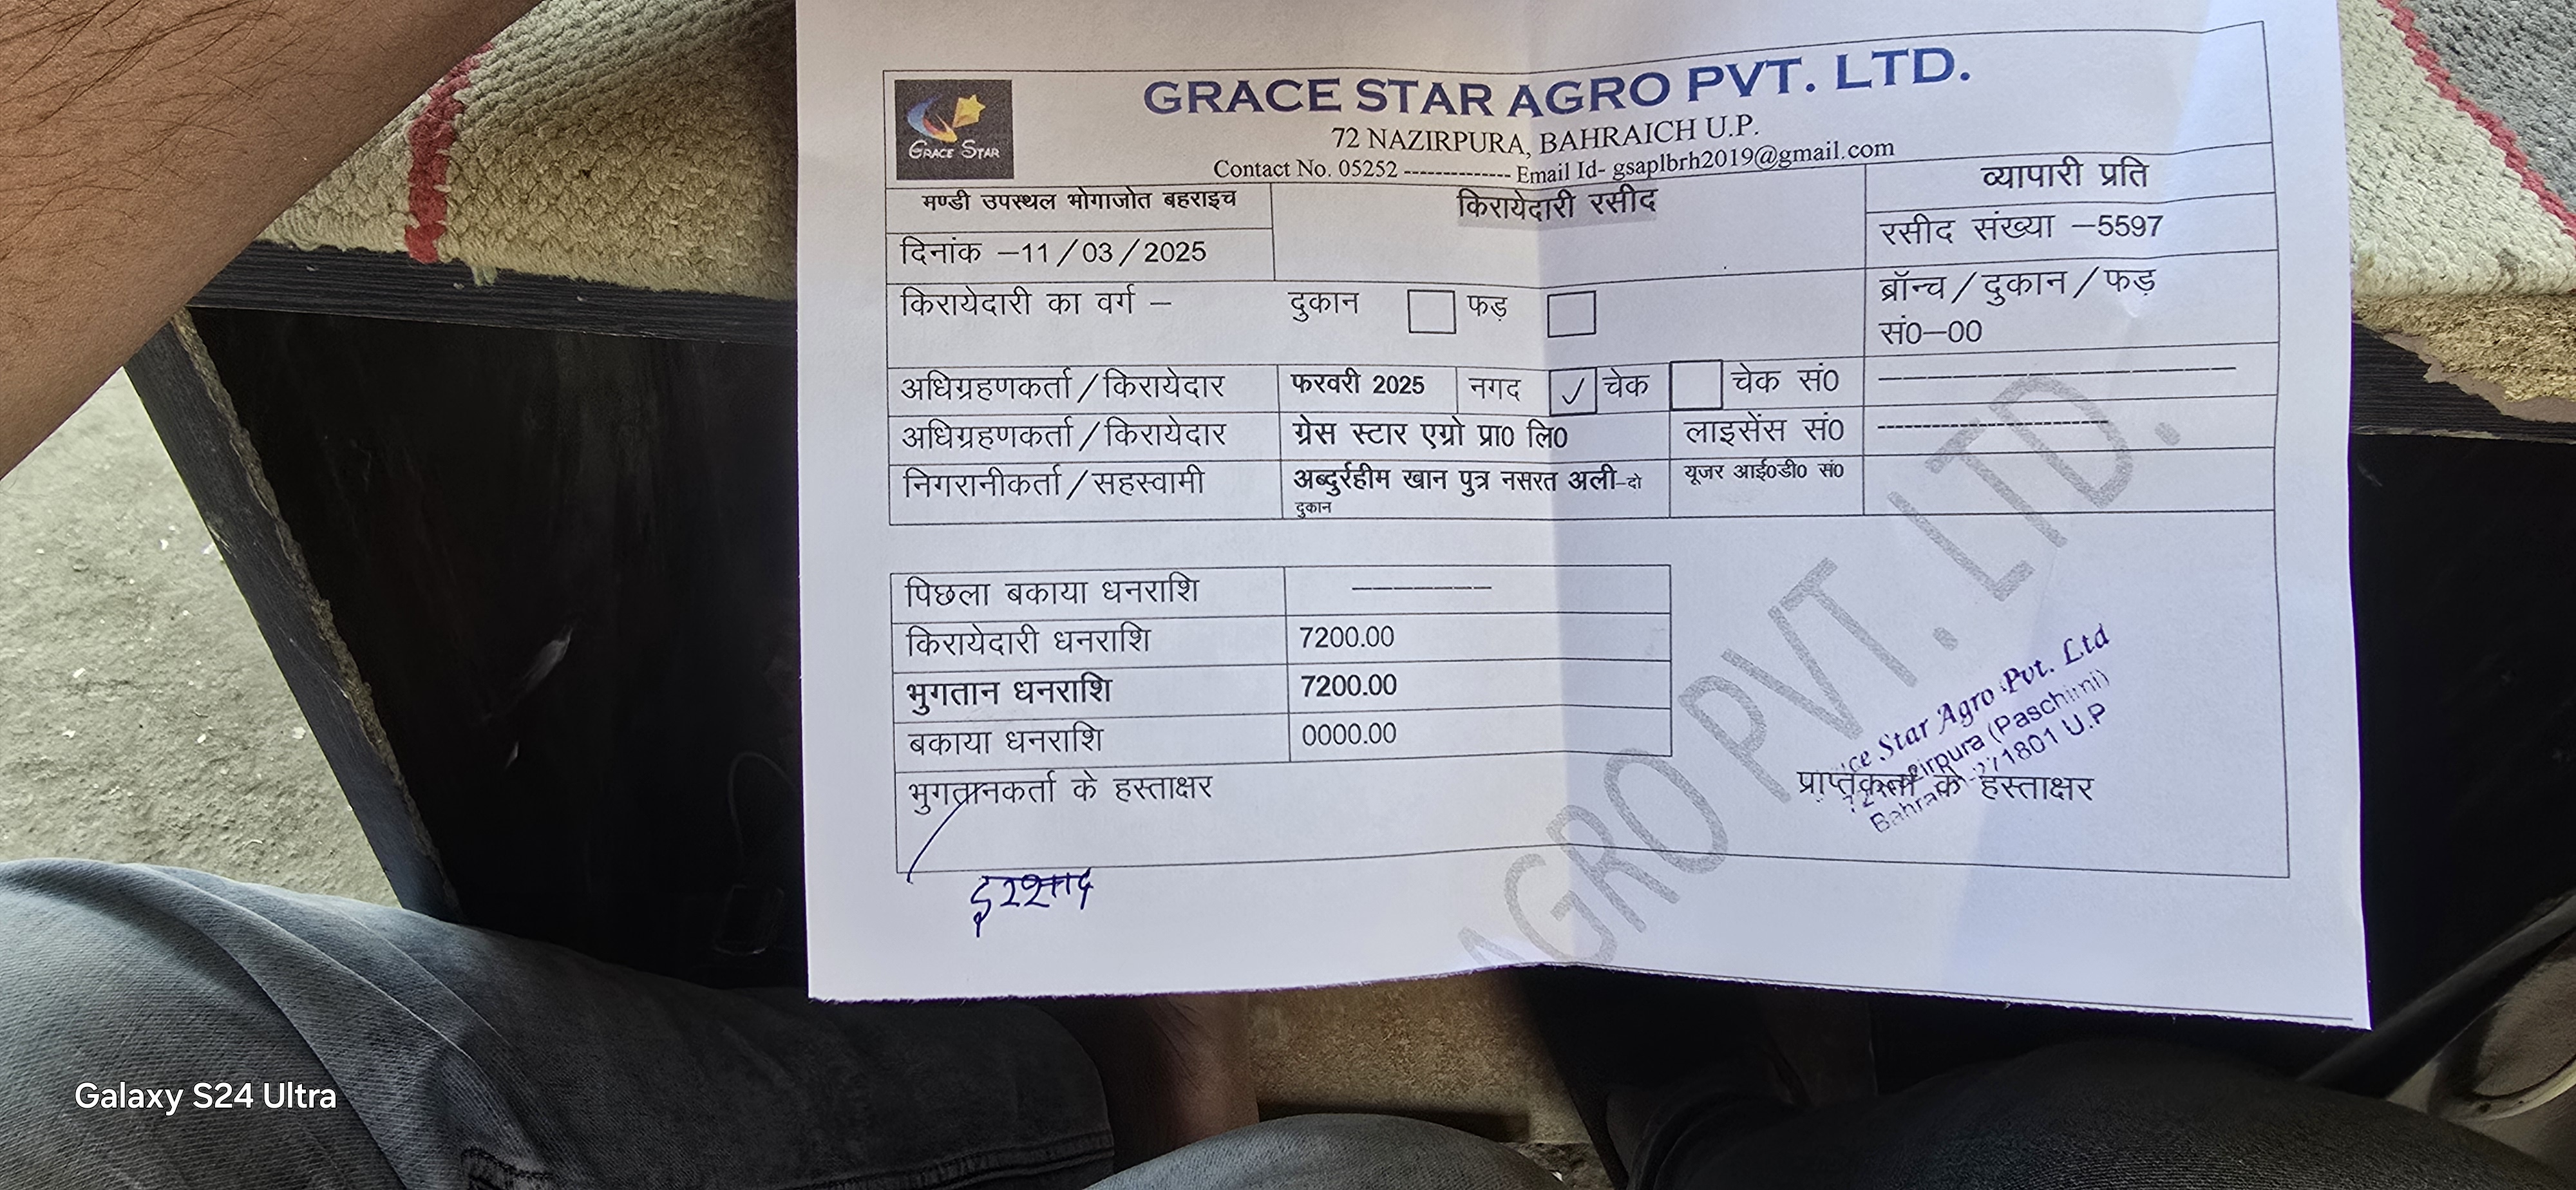 GRACE STAR AGRO PVT. LTD.
GRACE STAR
72 NAZIRPURA, BAHRAICH U.P.
Contact No. 05252 -------------- Email Id- gsaplbrh2019@gmail.com
मण्डी उपस्थल भोगाजोत बहराइच
किरायेदारी रसीद
व्यापारी प्रति
दिनांक –11/03/2025
रसीद संख्या –5597
किरायेदारी का वर्ग – दुकान फड़
ब्रॉन्च/दुकान/फड़
सं0–00
अधिग्रहणकर्ता/किरायेदार फरवरी 2025 नगद ✓ चेक चेक सं0 ——————————
अधिग्रहणकर्ता/किरायेदार ग्रेस स्टार एग्रो प्रा0 लि0 लाइसेंस सं0 --------------------------
निगरानीकर्ता/सहस्वामी अब्दुर्रहीम खान पुत्र नसरत अली–दो यूजर आई0डी0 सं0
दुकान
पिछला बकाया धनराशि ————
किरायेदारी धनराशि 7200.00
भुगतान धनराशि 7200.00
बकाया धनराशि 0000.00
भुगतानकर्ता के हस्ताक्षर
इरशाद
Star Agro Pvt. Ltd
(Paschimi)
1801 U.P
प्राप्तकर्ता के हस्ताक्षर
AGRO PVT. LTD.
Galaxy S24 Ultra